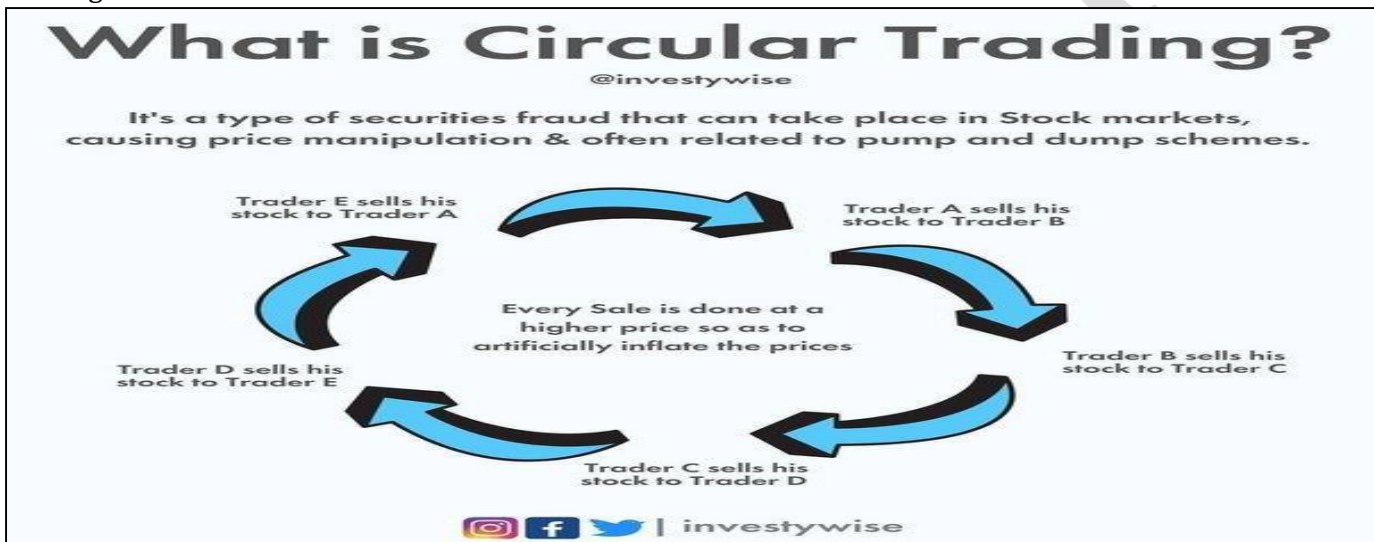 What is Circular Trading?
@investywise
It's a type of securities fraud that can take place in Stock markets,
causing price manipulation & often related to pump and dump schemes.
Trader E sells his
stock to Trader A
Trader A sells his
stock to Trader B
Every Sale is done at a
higher price so as to
artificially inflate the prices
Trader D sells his
stock to Trader E
Trader B sells his
stock to Trader C
Trader C sells his
stock to Trader D
| investywise